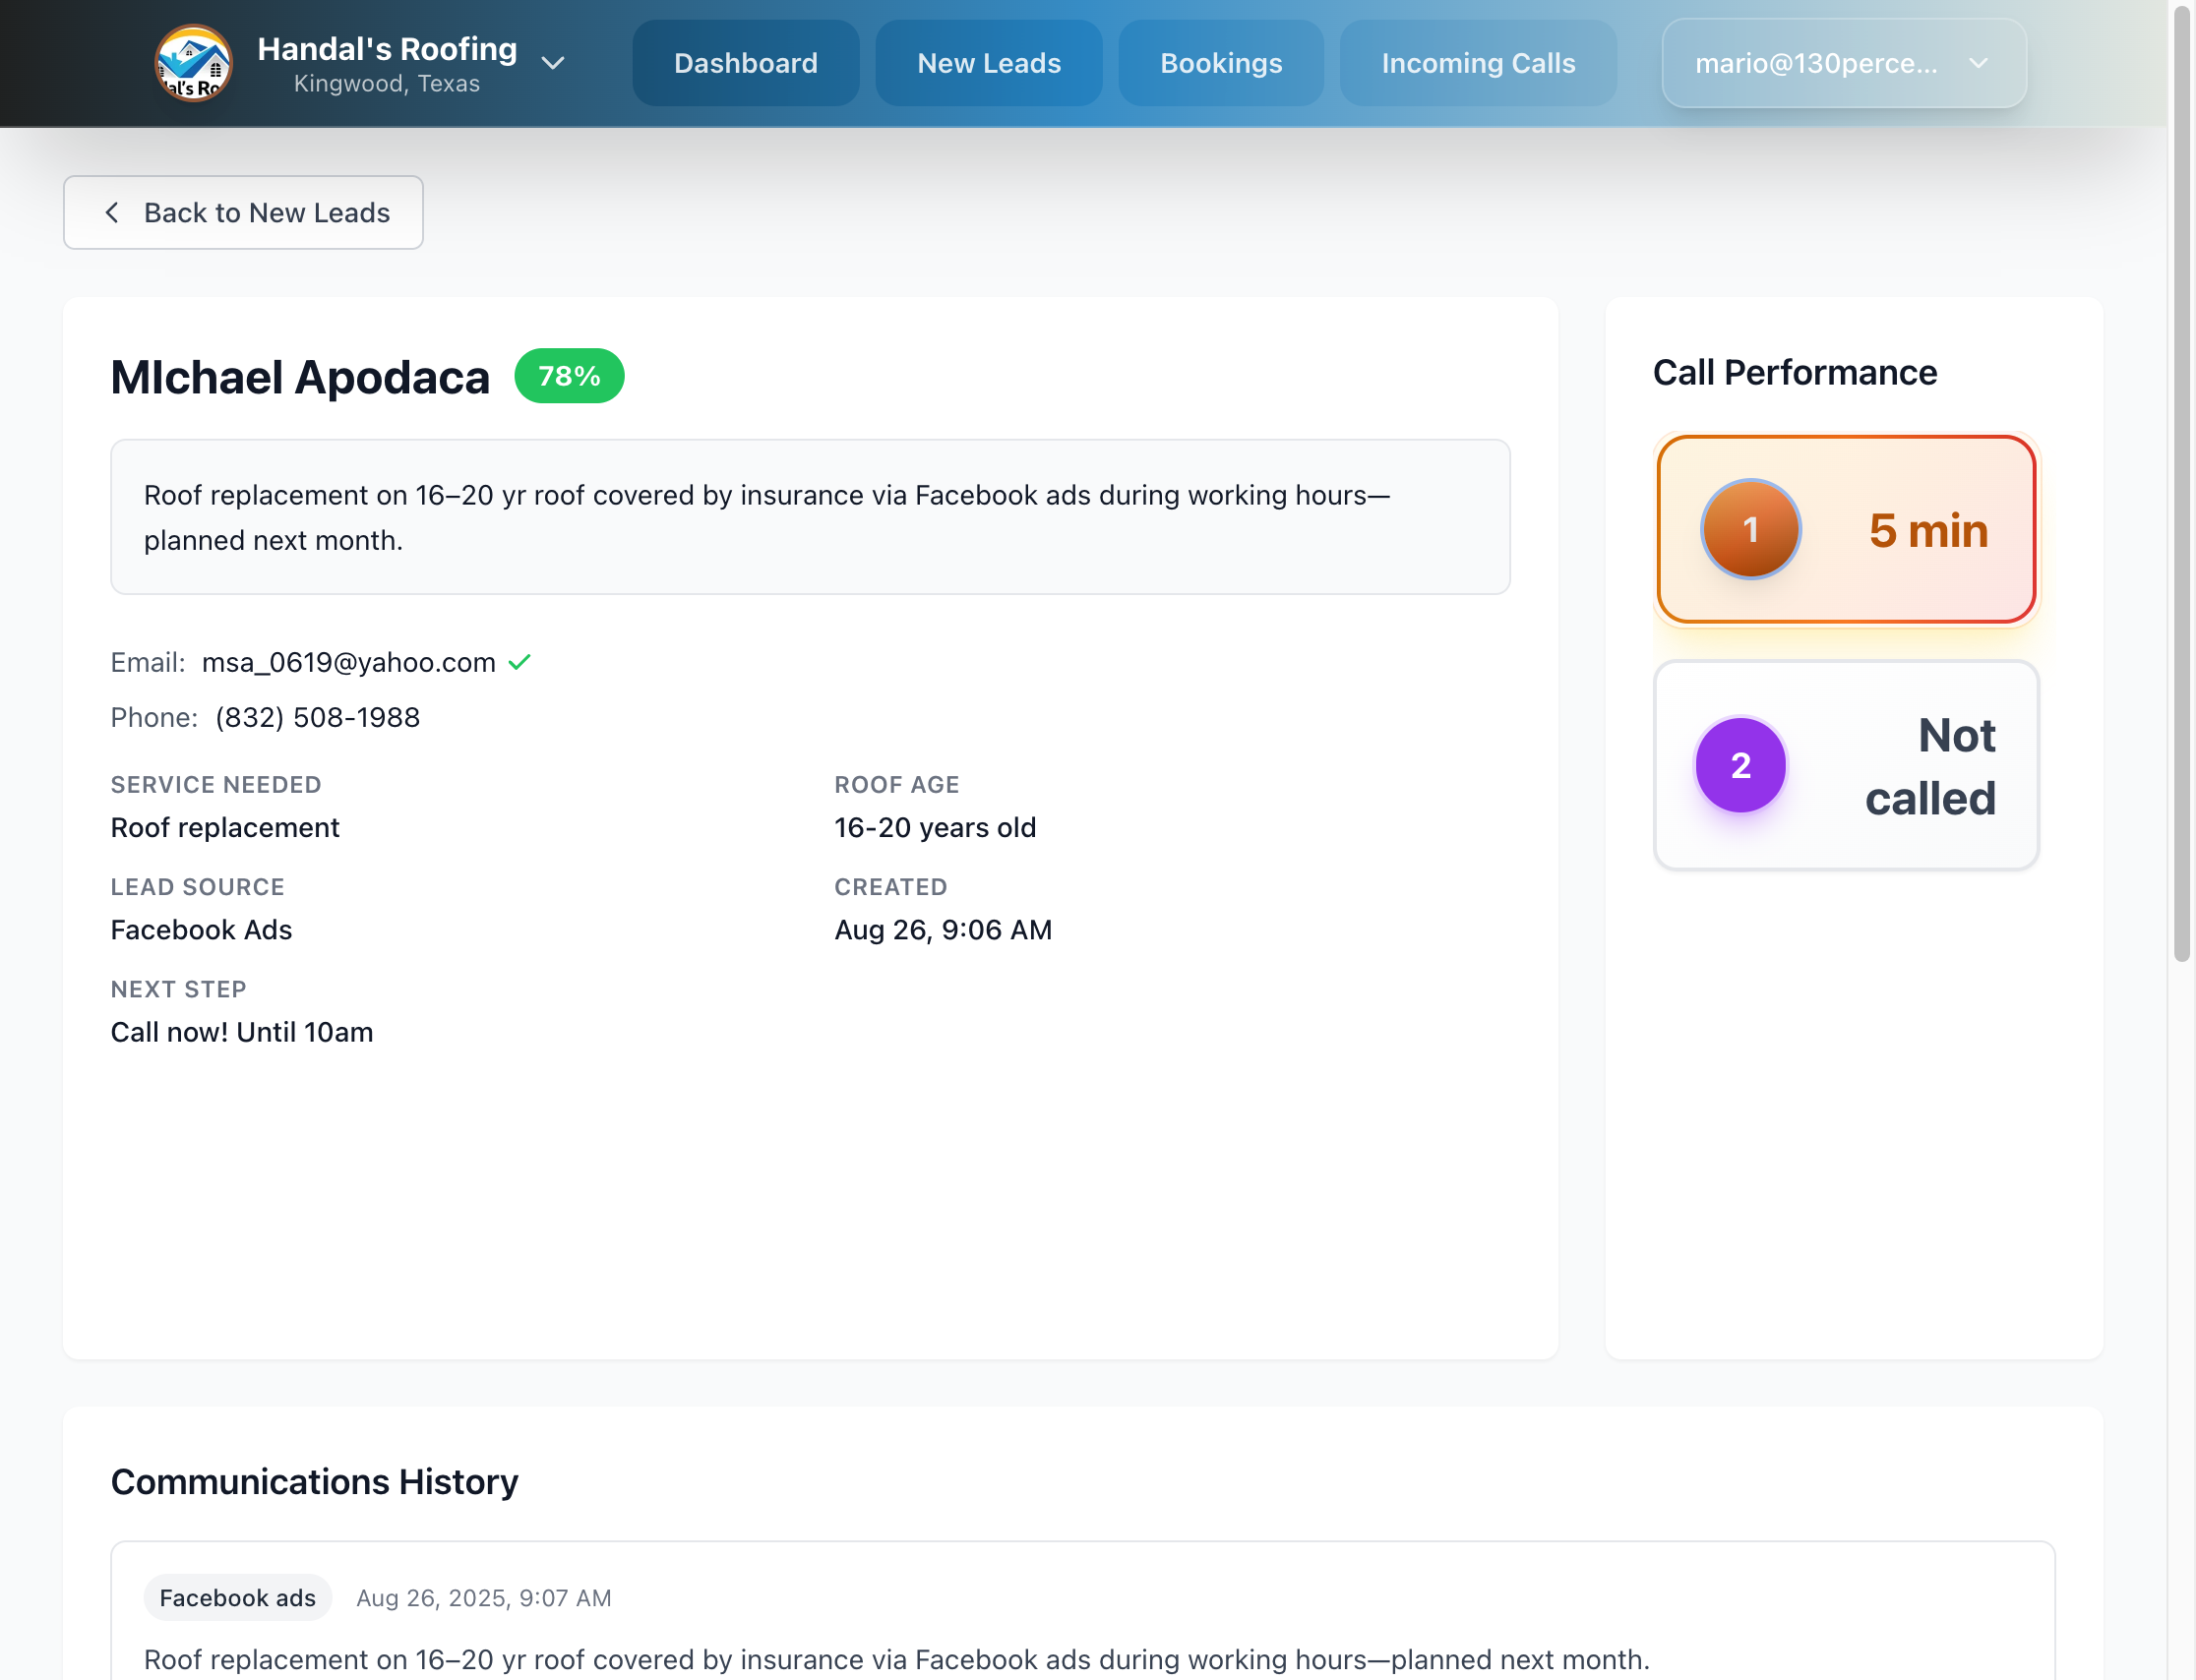 al's Ro
Handal's Roofing
Kingwood, Texas
Dashboard
New Leads
Bookings
Incoming Calls
mario@130perce...
Back to New Leads
MIchael Apodaca
78%
Roof replacement on 16–20 yr roof covered by insurance via Facebook ads during working hours—
planned next month.
Email: msa_0619@yahoo.com
Phone: (832) 508-1988
SERVICE NEEDED
Roof replacement
ROOF AGE
16-20 years old
LEAD SOURCE
Facebook Ads
CREATED
Aug 26, 9:06 AM
NEXT STEP
Call now! Until 10am
Call Performance
1
5 min
2
Not
called
Communications History
Facebook ads
Aug 26, 2025, 9:07 AM
Roof replacement on 16–20 yr roof covered by insurance via Facebook ads during working hours—planned next month.